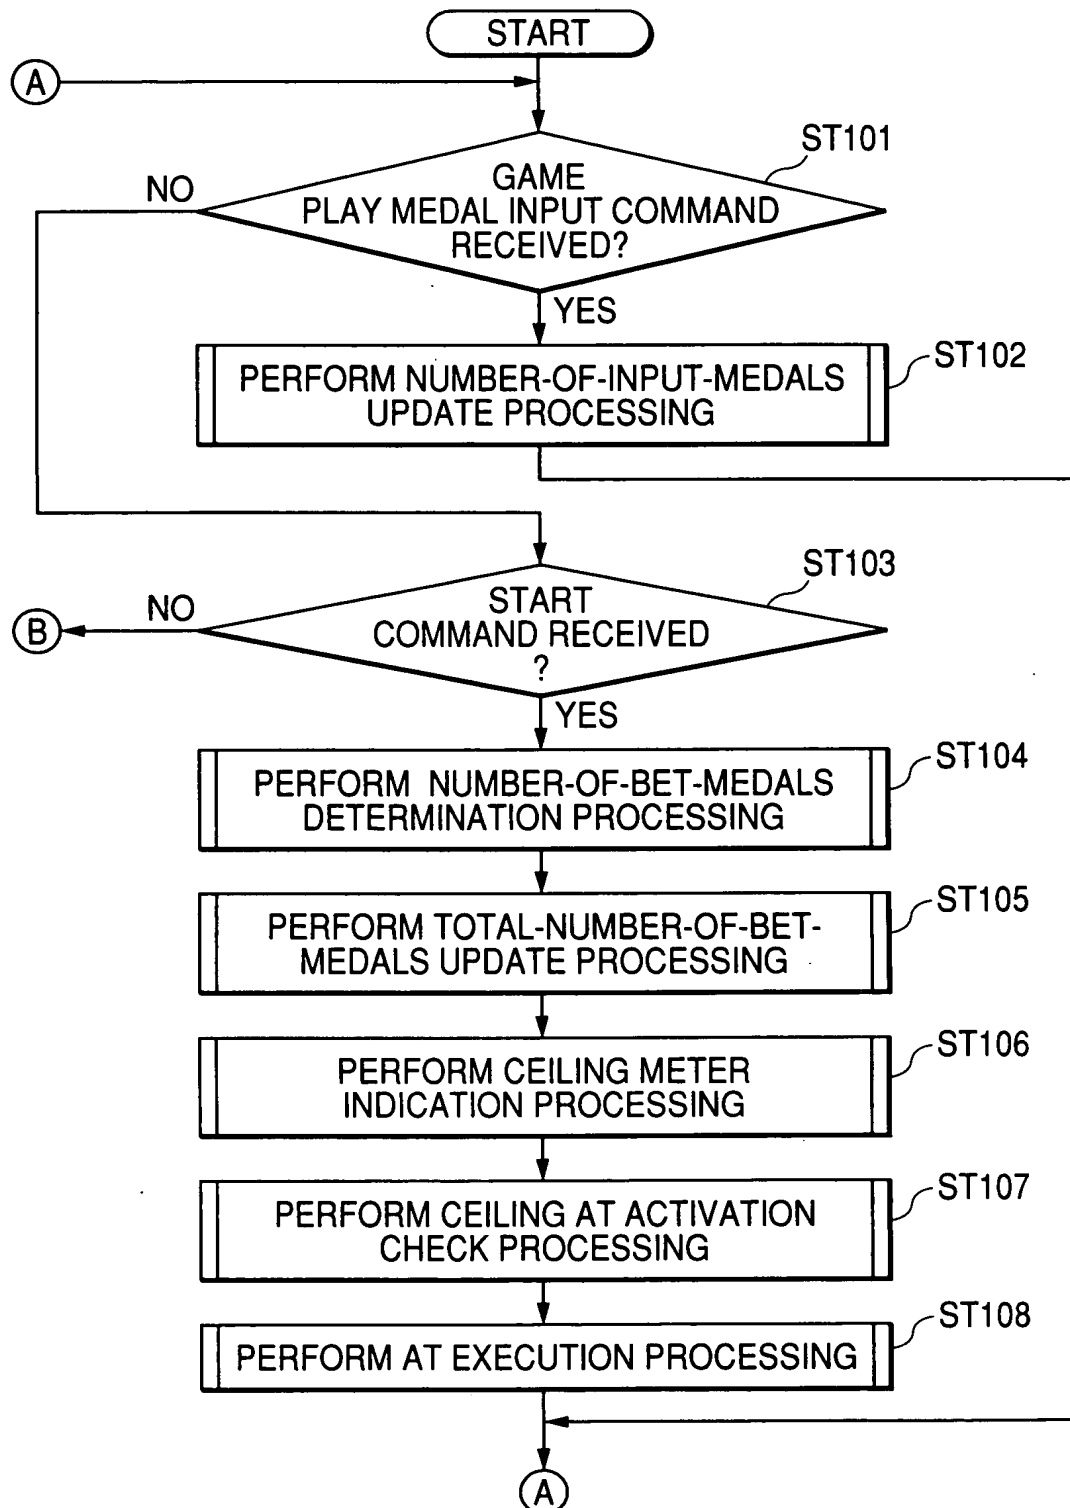 START
A
ST101
NO
GAME
PLAY MEDAL INPUT COMMAND
RECEIVED?
YES
ST102
PERFORM NUMBER-OF-INPUT-MEDALS
UPDATE PROCESSING
ST103
NO
START
COMMAND RECEIVED
?
B
YES
ST104
PERFORM NUMBER-OF-BET-MEDALS
DETERMINATION PROCESSING
ST105
PERFORM TOTAL-NUMBER-OF-BET-
MEDALS UPDATE PROCESSING
ST106
PERFORM CEILING METER
INDICATION PROCESSING
ST107
PERFORM CEILING AT ACTIVATION
CHECK PROCESSING
ST108
PERFORM AT EXECUTION PROCESSING
A